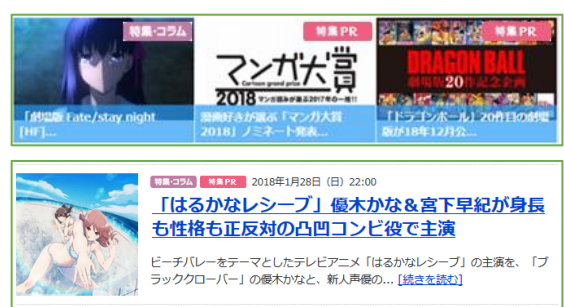 特集・コラム
特集PR
特集PR
マンガ大賞
Cartoon grand prize
2018 マンガ読みが選ぶ2017年の一冊!!
DRAGON BALL
劇場版20作記念企画
「劇場版 Fate/stay night
[HF]...
漫画好きが選ぶ「マンガ大賞
2018」ノミネート発表...
「ドラゴンボール」20作目の劇場
版が18年12月公...
特集・コラム 特集PR 2018年1月28日（日）22:00
「はるかなレシーブ」優木かな＆宮下早紀が身長
も性格も正反対の凸凹コンビ役で主演
ビーチバレーをテーマとしたテレビアニメ「はるかなレシーブ」の主演を、「ブ
ラッククローバー」の優木かなと、新人声優の... [続きを読む]